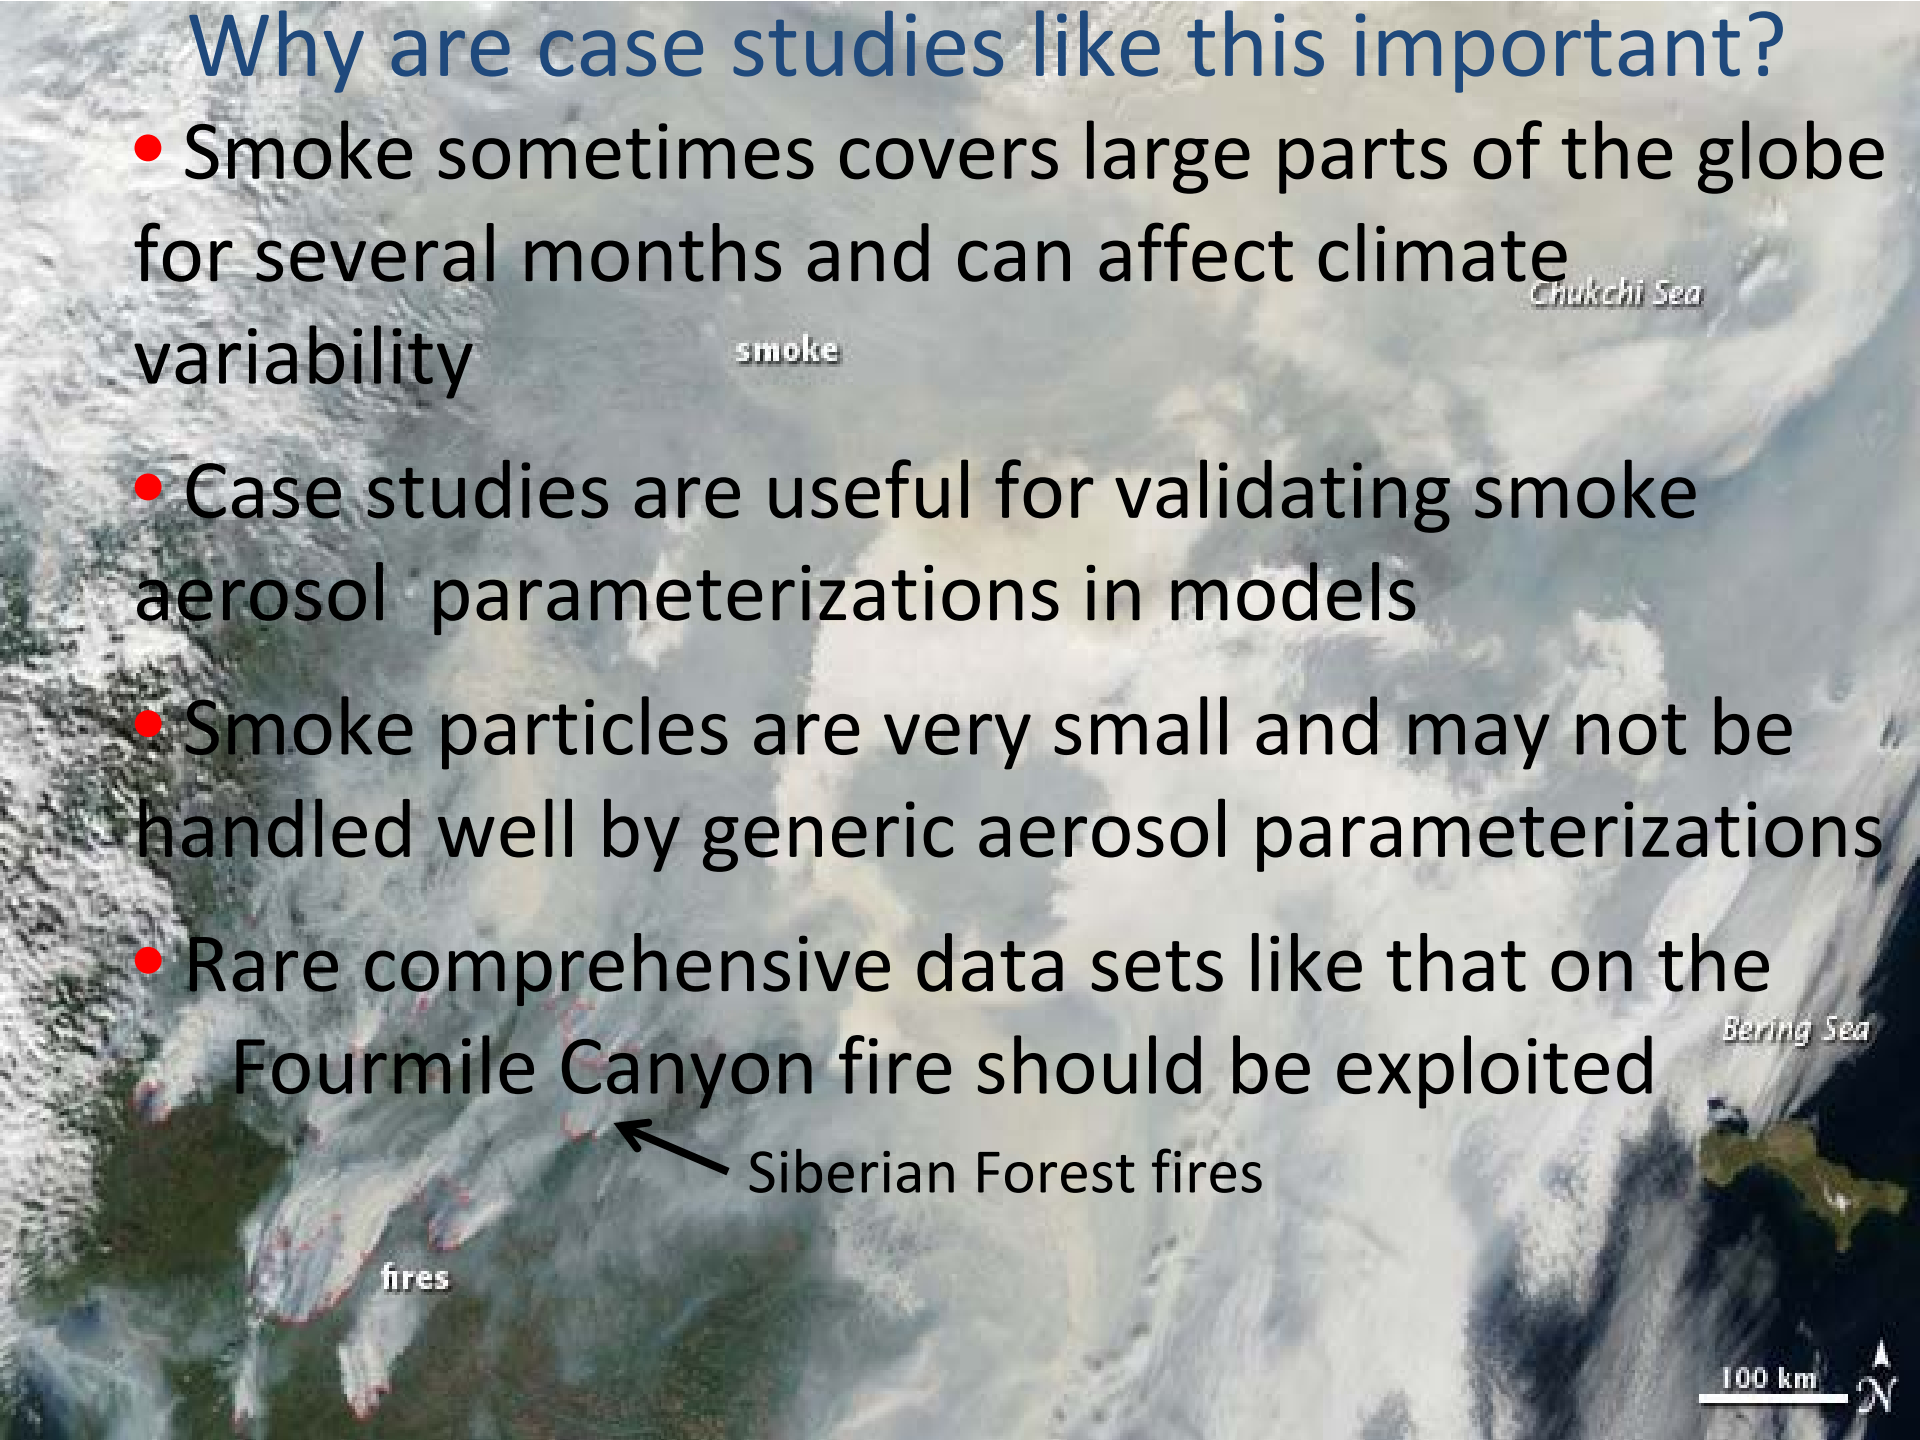 Why are case studies like this important?
• Smoke sometimes covers large parts of the globe
for several months and can affect climate
Chukchi Sea
variability
smoke
• Case studies are useful for validating smoke
aerosol  parameterizations in models
• Smoke particles are very small and may not be
handled well by generic aerosol parameterizations
• Rare comprehensive data sets like that on the
Bering Sea
Fourmile Canyon fire should be exploited
Siberian Forest fires
fires
100 km
N